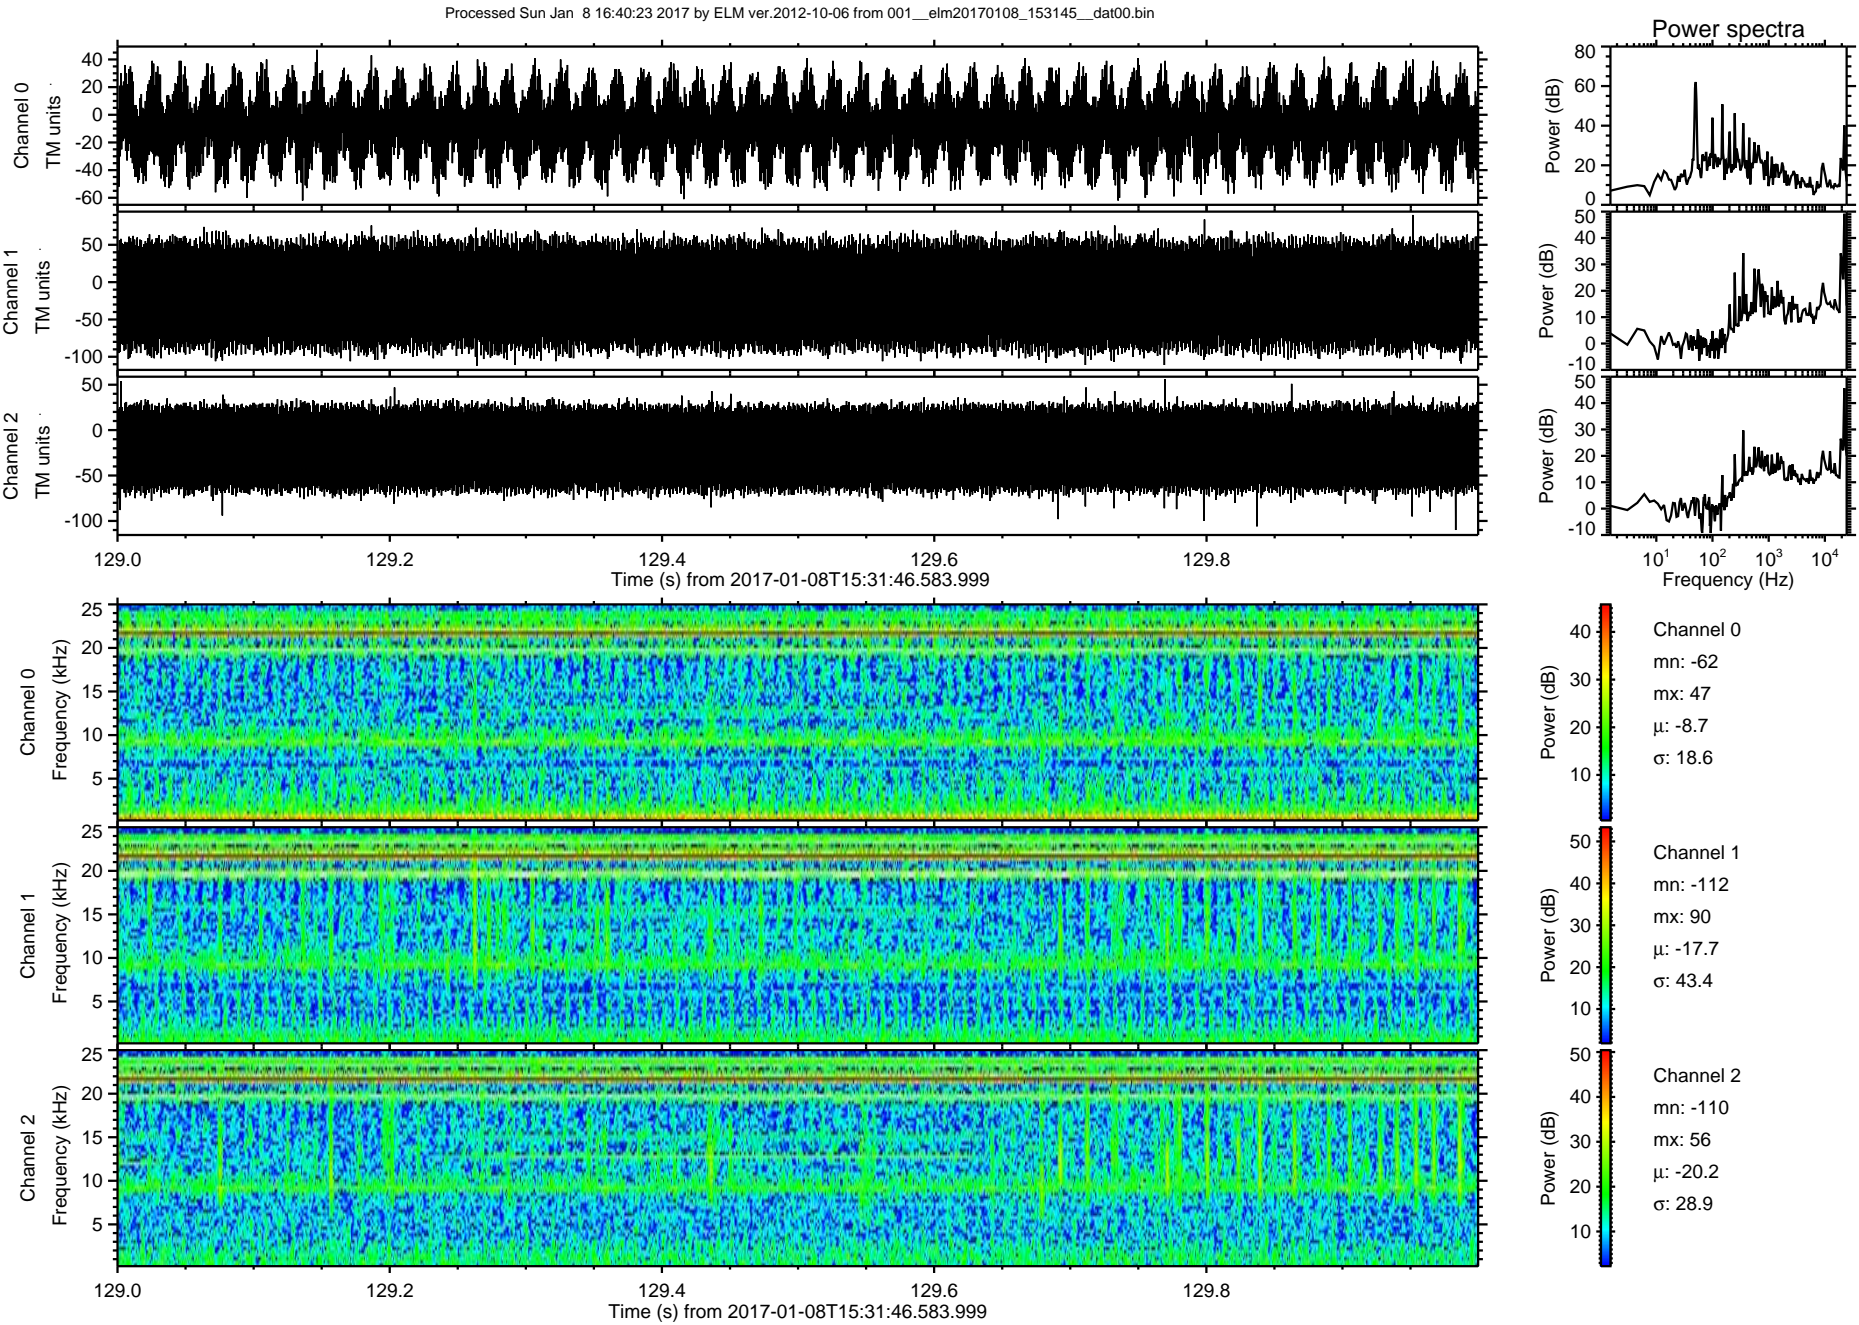 Processed Sun Jan  8 16:40:23 2017 by ELM ver.2012-10-06 from 001__elm20170108_153145__dat00.bin
Power spectra
Channel 0
TM units
40
20
0
-20
-40
-60
Power (dB)
80
60
40
20
0
Channel 1
TM units
50
0
-50
-100
Power (dB)
50
40
30
20
10
0
-10
Channel 2
TM units
50
0
-50
-100
Power (dB)
50
40
30
20
10
0
-10
129.0 129.2 129.4 129.6 129.8
Time (s) from 2017-01-08T15:31:46.583.999
10¹ 10² 10³ 10⁴
Frequency (Hz)
Channel 0
Frequency (kHz)
25
20
15
10
5
Power (dB)
40
30
20
10
Channel 0
mn: -62
mx: 47
μ: -8.7
σ: 18.6
Channel 1
Frequency (kHz)
25
20
15
10
5
Power (dB)
50
40
30
20
10
Channel 1
mn: -112
mx: 90
μ: -17.7
σ: 43.4
Channel 2
Frequency (kHz)
25
20
15
10
5
Power (dB)
50
40
30
20
10
Channel 2
mn: -110
mx: 56
μ: -20.2
σ: 28.9
129.0 129.2 129.4 129.6 129.8
Time (s) from 2017-01-08T15:31:46.583.999